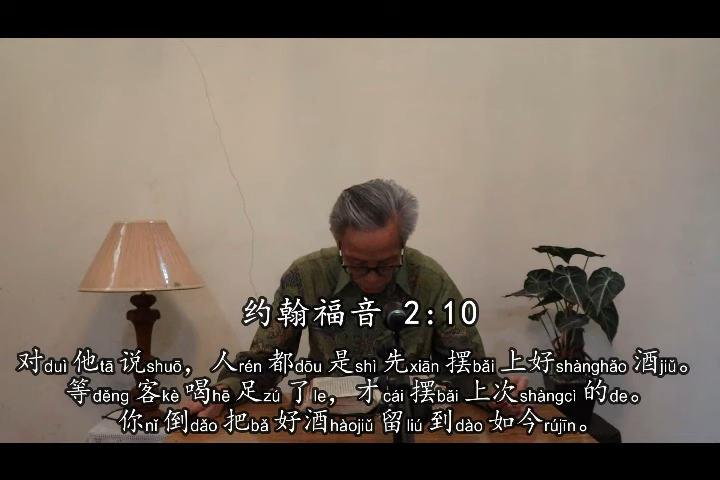 约翰福音 2:10
对duì 他tā 说shuō，人rén 都dōu 是shì 先xiān 摆bǎi 上好shànghǎo 酒jiǔ。
等děng 客kè 喝hē 足zú 了le，才cái 摆bǎi 上次shàngcì 的de。
你nǐ 倒dǎo 把bǎ 好酒hàojiǔ 留liú 到dào 如今rújīn。